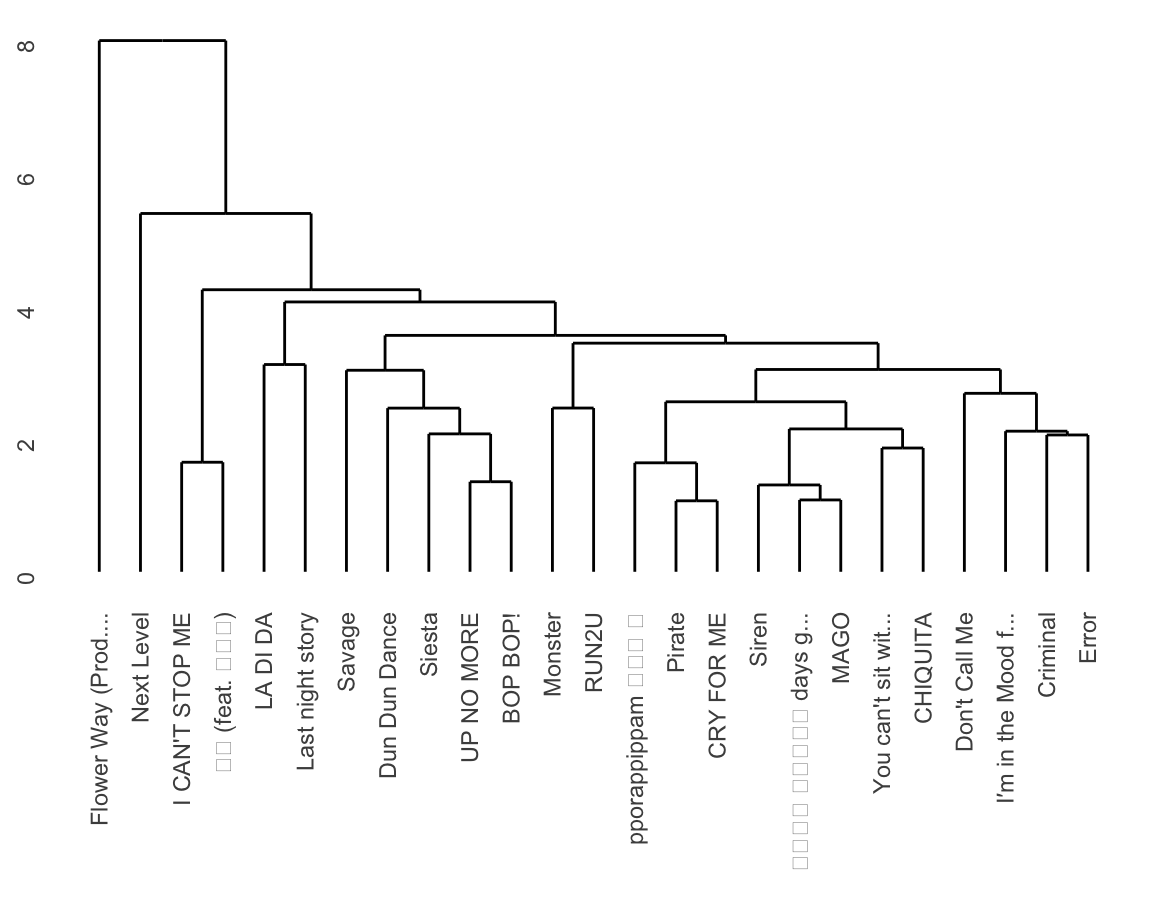 8
6
4
2
0
Flower Way (Prod....
Next Level
I CAN'T STOP ME
□□ (feat. □□□)
LA DI DA
Last night story
Savage
Dun Dun Dance
Siesta
UP NO MORE
BOP BOP!
Monster
RUN2U
pporappippam □□□ □
Pirate
CRY FOR ME
Siren
□□□□ □□□□□ days g...
MAGO
You can't sit wit...
CHIQUITA
Don't Call Me
I'm in the Mood f...
Criminal
Error